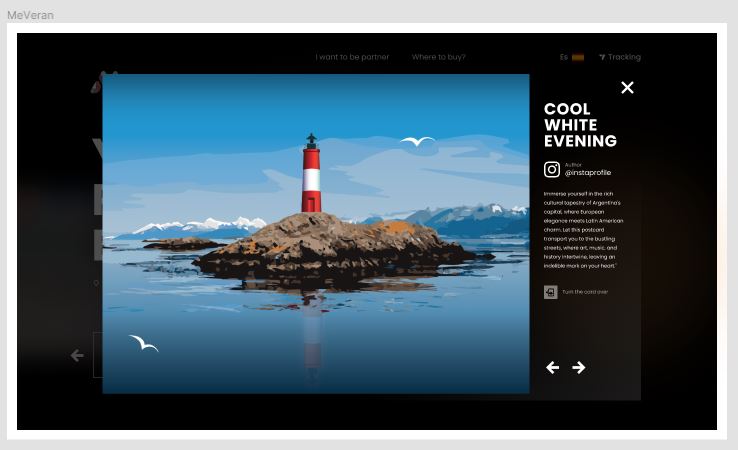 MeVeran
I want to be partner
Where to buy?
Es
Tracking
COOL
WHITE
EVENING
Author:
@instaprofile
Immerse yourself in the rich
cultural tapestry of Argentina's
capital, where European
elegance meets Latin American
charm. Let this postcard
transport you to the bustling
streets, where art, music, and
history intertwine, leaving an
indelible mark on your heart."
Turn the card over